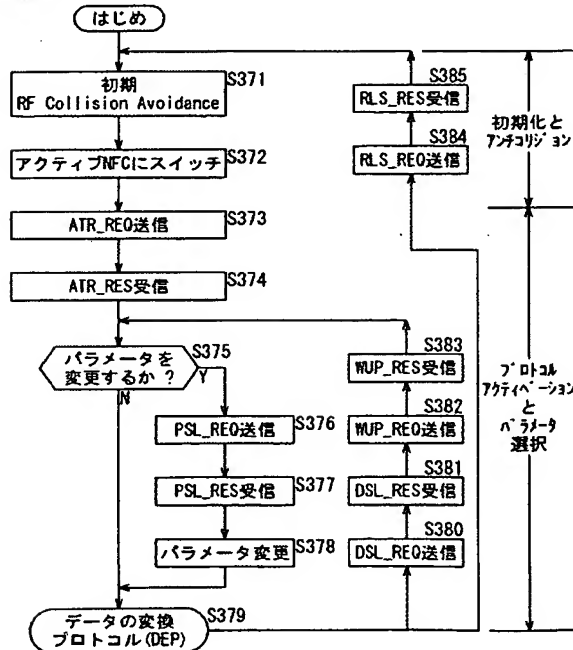 はじめ
初期
RF Collision Avoidance
S371
アクティブNFCにスイッチ
S372
ATR_REQ送信
S373
ATR_RES受信
S374
パラメータを
変更するか ?
S375
Y
N
PSL_REQ送信
S376
PSL_RES受信
S377
パラメータ変更
S378
データの変換
プロトコル(DEP)
S379
S385
RLS_RES受信
S384
RLS_REQ送信
S383
WUP_RES受信
S382
WUP_REQ送信
S381
DSL_RES受信
S380
DSL_REQ送信
初期化と
アンチコリジョン
プロトコル
アクティベーション
と
パラメータ
選択